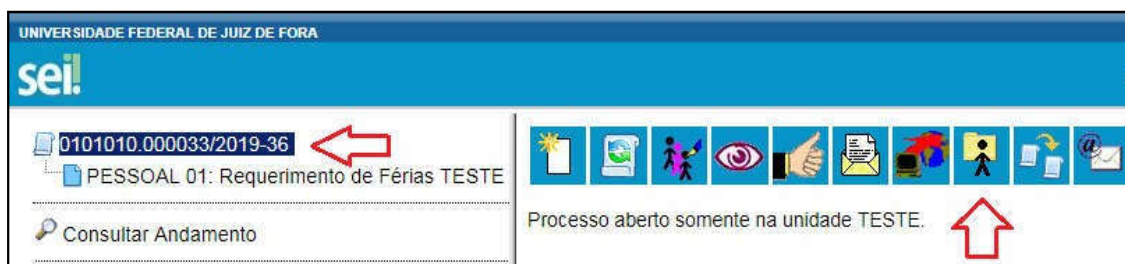 UNIVERSIDADE FEDERAL DE JUIZ DE FORA
sei!
0101010.000033/2019-36
PESSOAL 01: Requerimento de Férias TESTE
Consultar Andamento
Processo aberto somente na unidade TESTE.